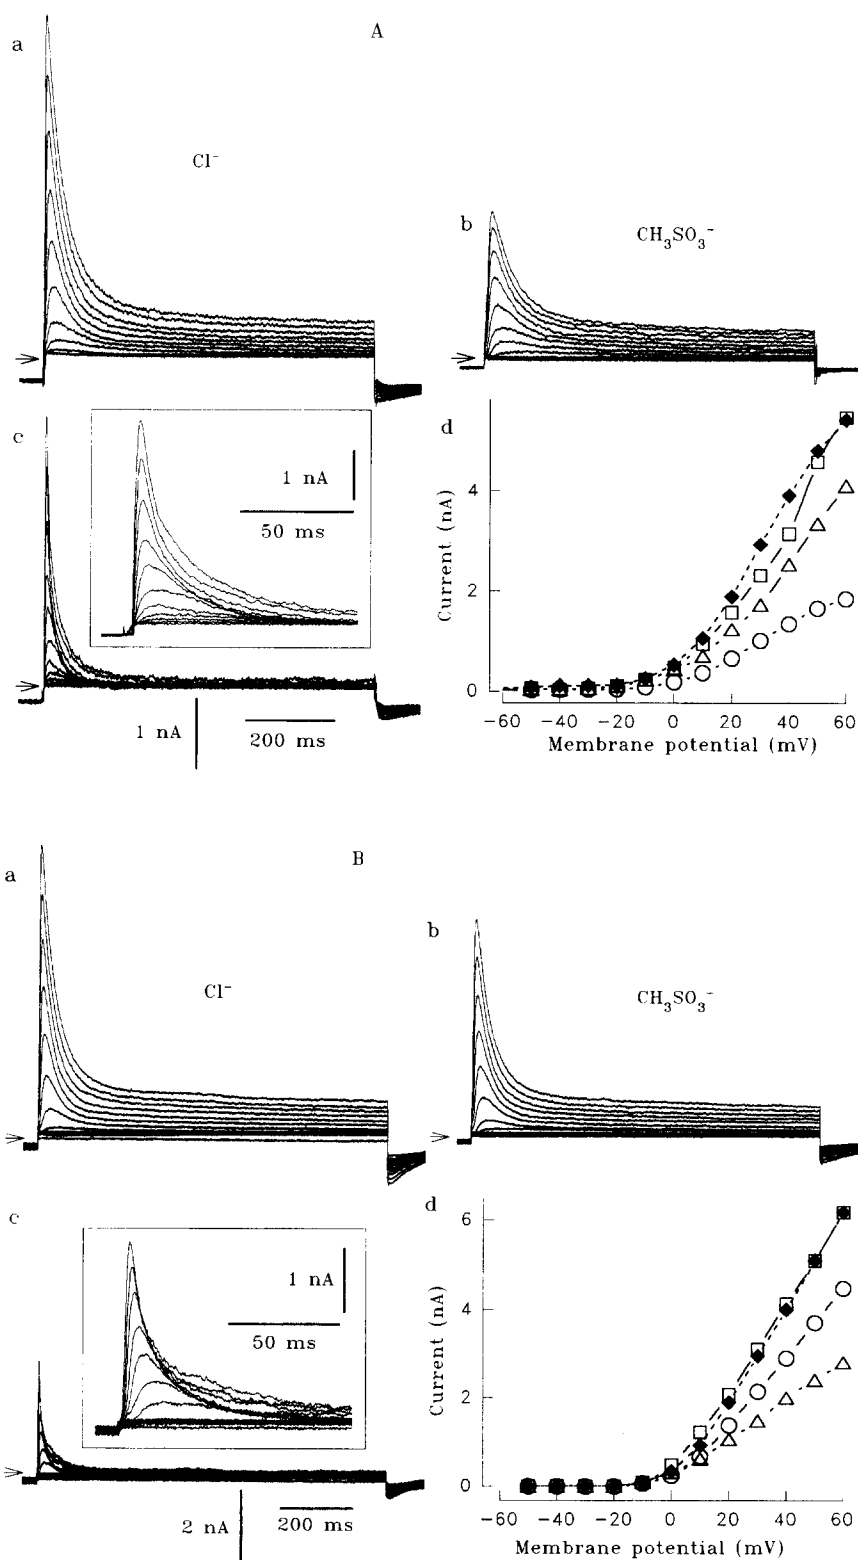 A
a
Cl⁻
b
CH₃SO₃⁻
c
1 nA
50 ms
1 nA
200 ms
d
Current (nA)
4
2
0
−60 −40 −20 0 20 40 60
Membrane potential (mV)
B
a
Cl⁻
b
CH₃SO₃⁻
c
1 nA
50 ms
2 nA
200 ms
d
Current (nA)
6
4
2
0
−60 −40 −20 0 20 40 60
Membrane potential (mV)